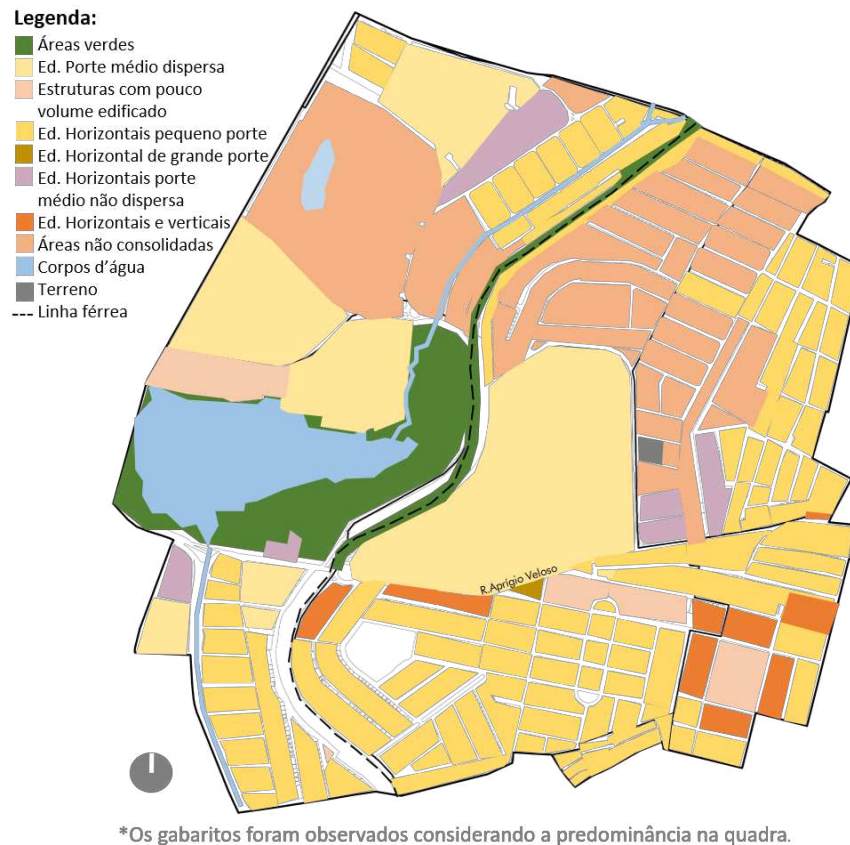 Legenda:
Áreas verdes
Ed. Porte médio dispersa
Estruturas com pouco
volume edificado
Ed. Horizontais pequeno porte
Ed. Horizontal de grande porte
Ed. Horizontais porte
médio não dispersa
Ed. Horizontais e verticais
Áreas não consolidadas
Corpos d'água
Terreno
Linha férrea
R.Aprígio Veloso
*Os gabaritos foram observados considerando a predominância na quadra.